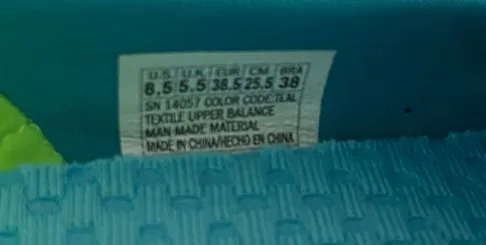 U.S. U.K. EUR CM BRA
8.5 5.5 38.5 25.5 38
SN 14057 COLOR CODE:TEAL
TEXTILE UPPER BALANCE
MAN MADE MATERIAL
MADE IN CHINA/HECHO EN CHINA